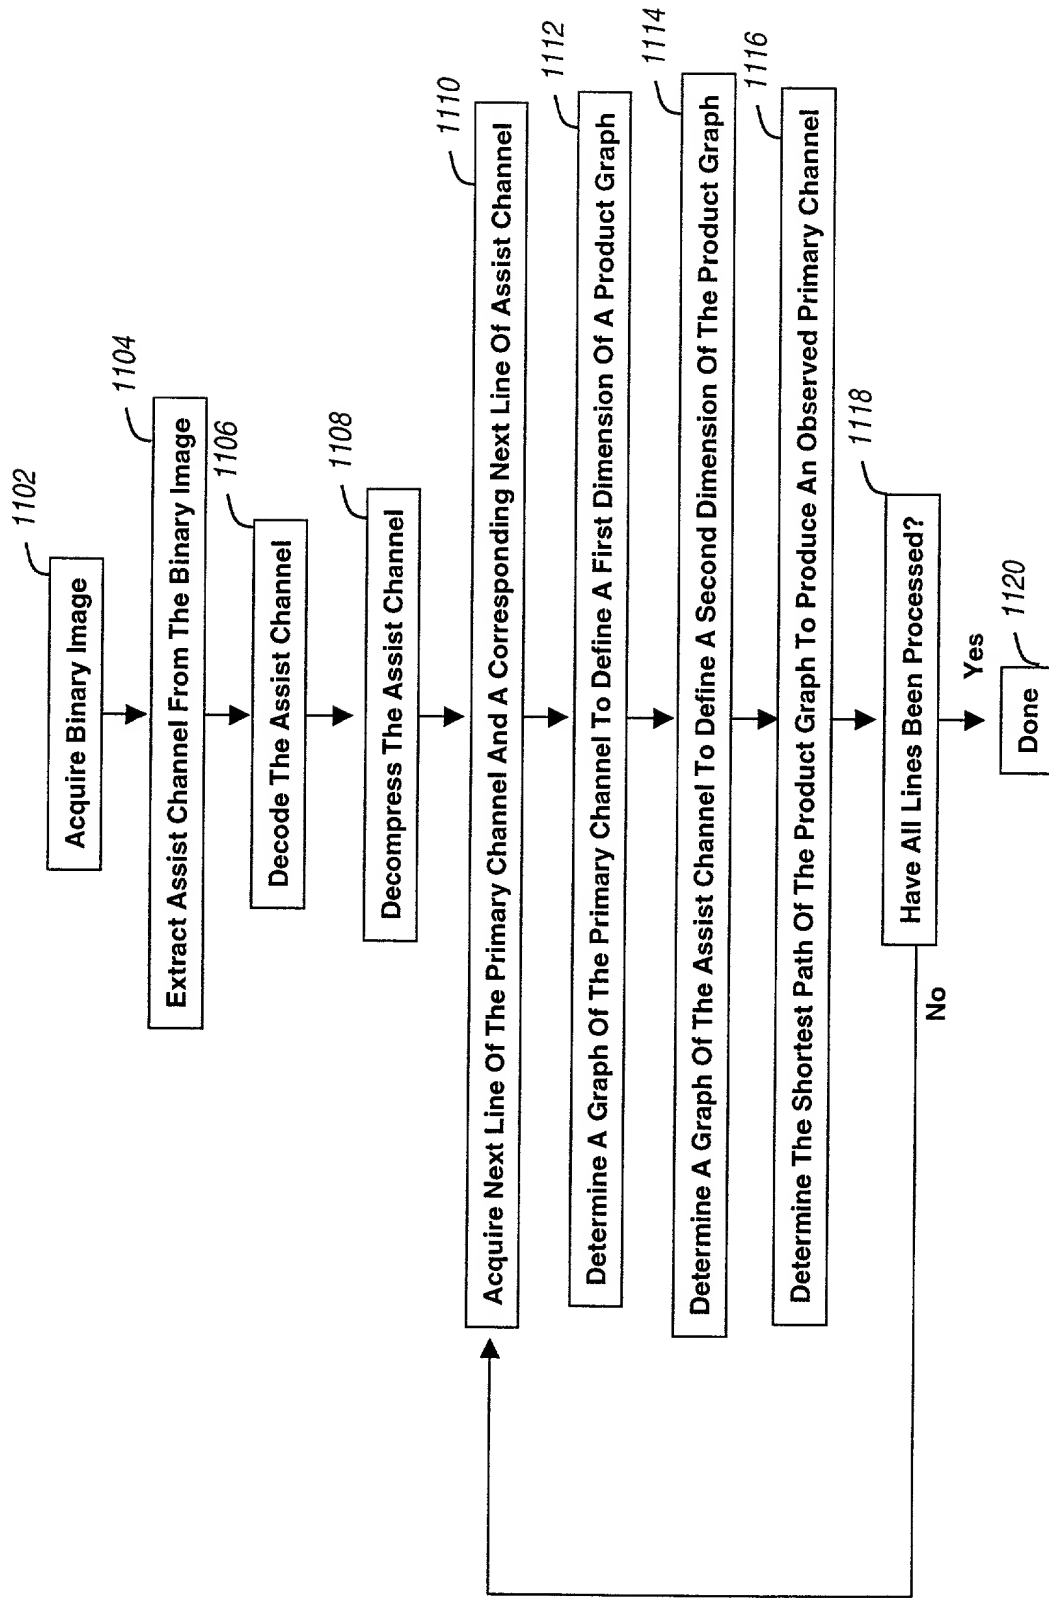 1102
Acquire Binary Image
1104
Extract Assist Channel From The Binary Image
1106
Decode The Assist Channel
1108
Decompress The Assist Channel
1110
Acquire Next Line Of The Primary Channel And A Corresponding Next Line Of Assist Channel
1112
Determine A Graph Of The Primary Channel To Define A First Dimension Of A Product Graph
1114
Determine A Graph Of The Assist Channel To Define A Second Dimension Of The Product Graph
1116
Determine The Shortest Path Of The Product Graph To Produce An Observed Primary Channel
1118
Have All Lines Been Processed?
No
Yes
1120
Done